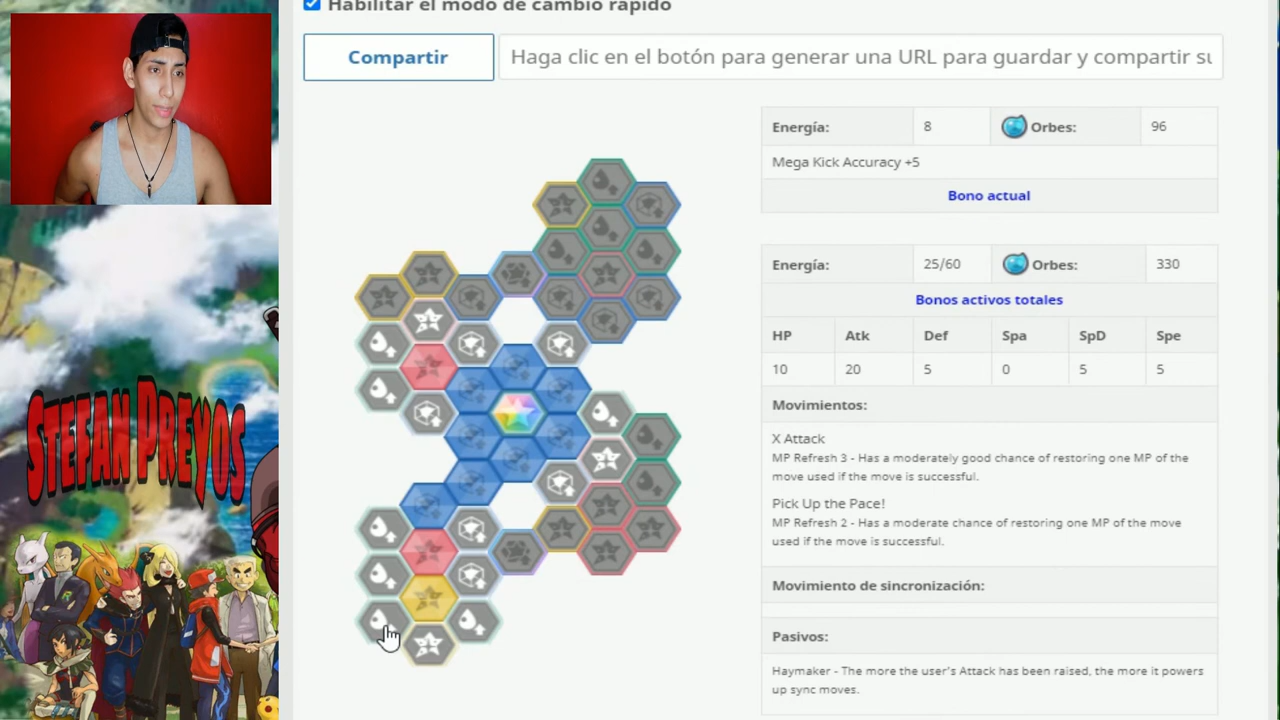 Habilitar el modo de cambio rápido
Compartir
Haga clic en el botón para generar una URL para guardar y compartir su
Energía: 8 Orbes: 96
Mega Kick Accuracy +5
Bono actual
Energía: 25/60 Orbes: 330
Bonos activos totales
HP Atk Def Spa SpD Spe
10 20 5 0 5 5
Movimientos:
X Attack
MP Refresh 3 - Has a moderately good chance of restoring one MP of the
move used if the move is successful.
Pick Up the Pace!
MP Refresh 2 - Has a moderate chance of restoring one MP of the move
used if the move is successful.
Movimiento de sincronización:
Pasivos:
Haymaker - The more the user's Attack has been raised, the more it powers
up sync moves.
STEFAN PREYOS